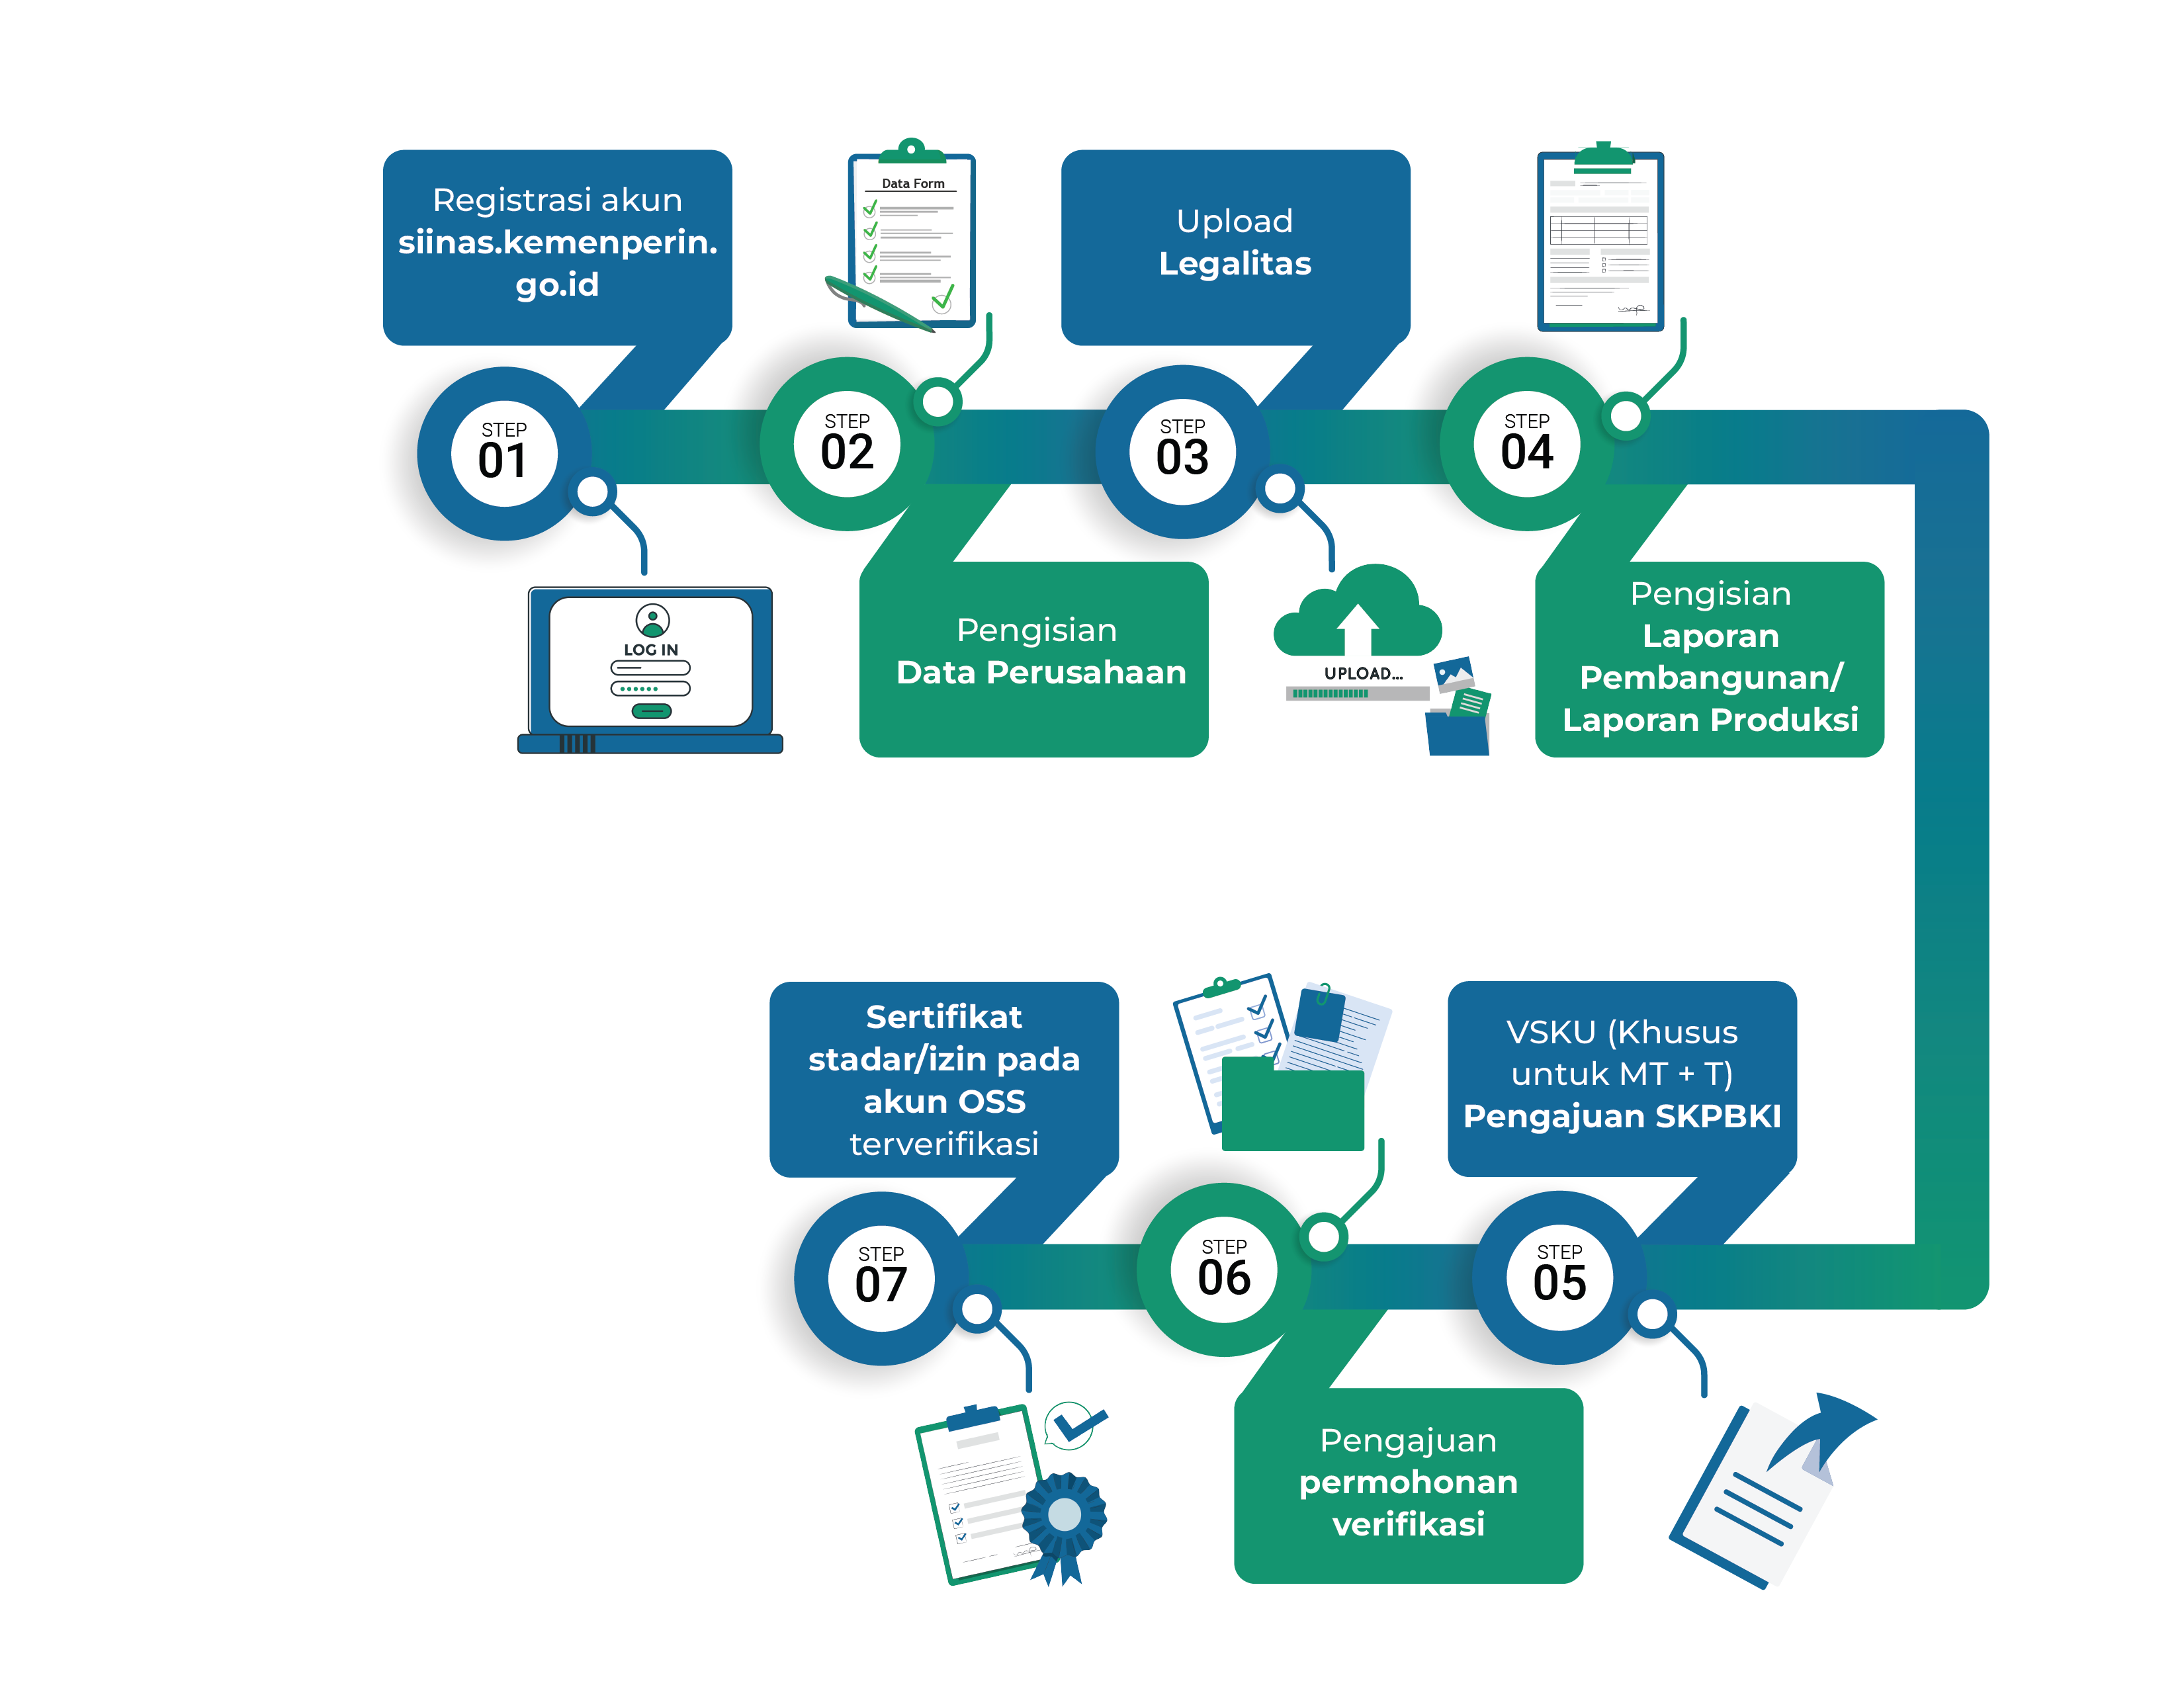 Registrasi akun
siinas.kemenperin.
go.id
STEP
01
LOG IN
Data Form
STEP
02
Pengisian
Data Perusahaan
Upload
Legalitas
STEP
03
UPLOAD...
STEP
04
Pengisian
Laporan
Pembangunan/
Laporan Produksi
VSKU (Khusus
untuk MT + T)
Pengajuan SKPBKI
STEP
05
STEP
06
Pengajuan
permohonan
verifikasi
Sertifikat
stadar/izin pada
akun OSS
terverifikasi
STEP
07